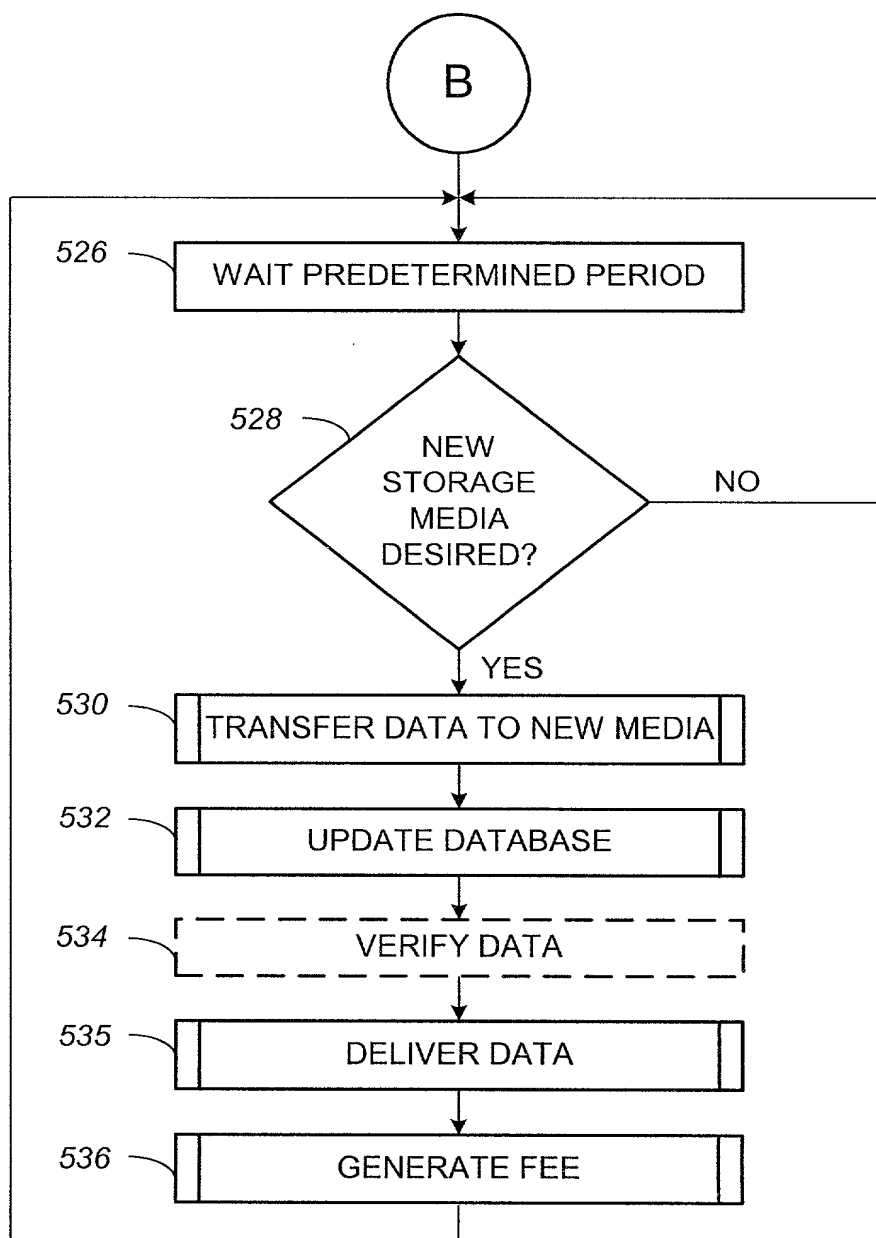 B
526
WAIT PREDETERMINED PERIOD
528
NEW
STORAGE
MEDIA
DESIRED?
NO
YES
530
TRANSFER DATA TO NEW MEDIA
532
UPDATE DATABASE
534
VERIFY DATA
535
DELIVER DATA
536
GENERATE FEE